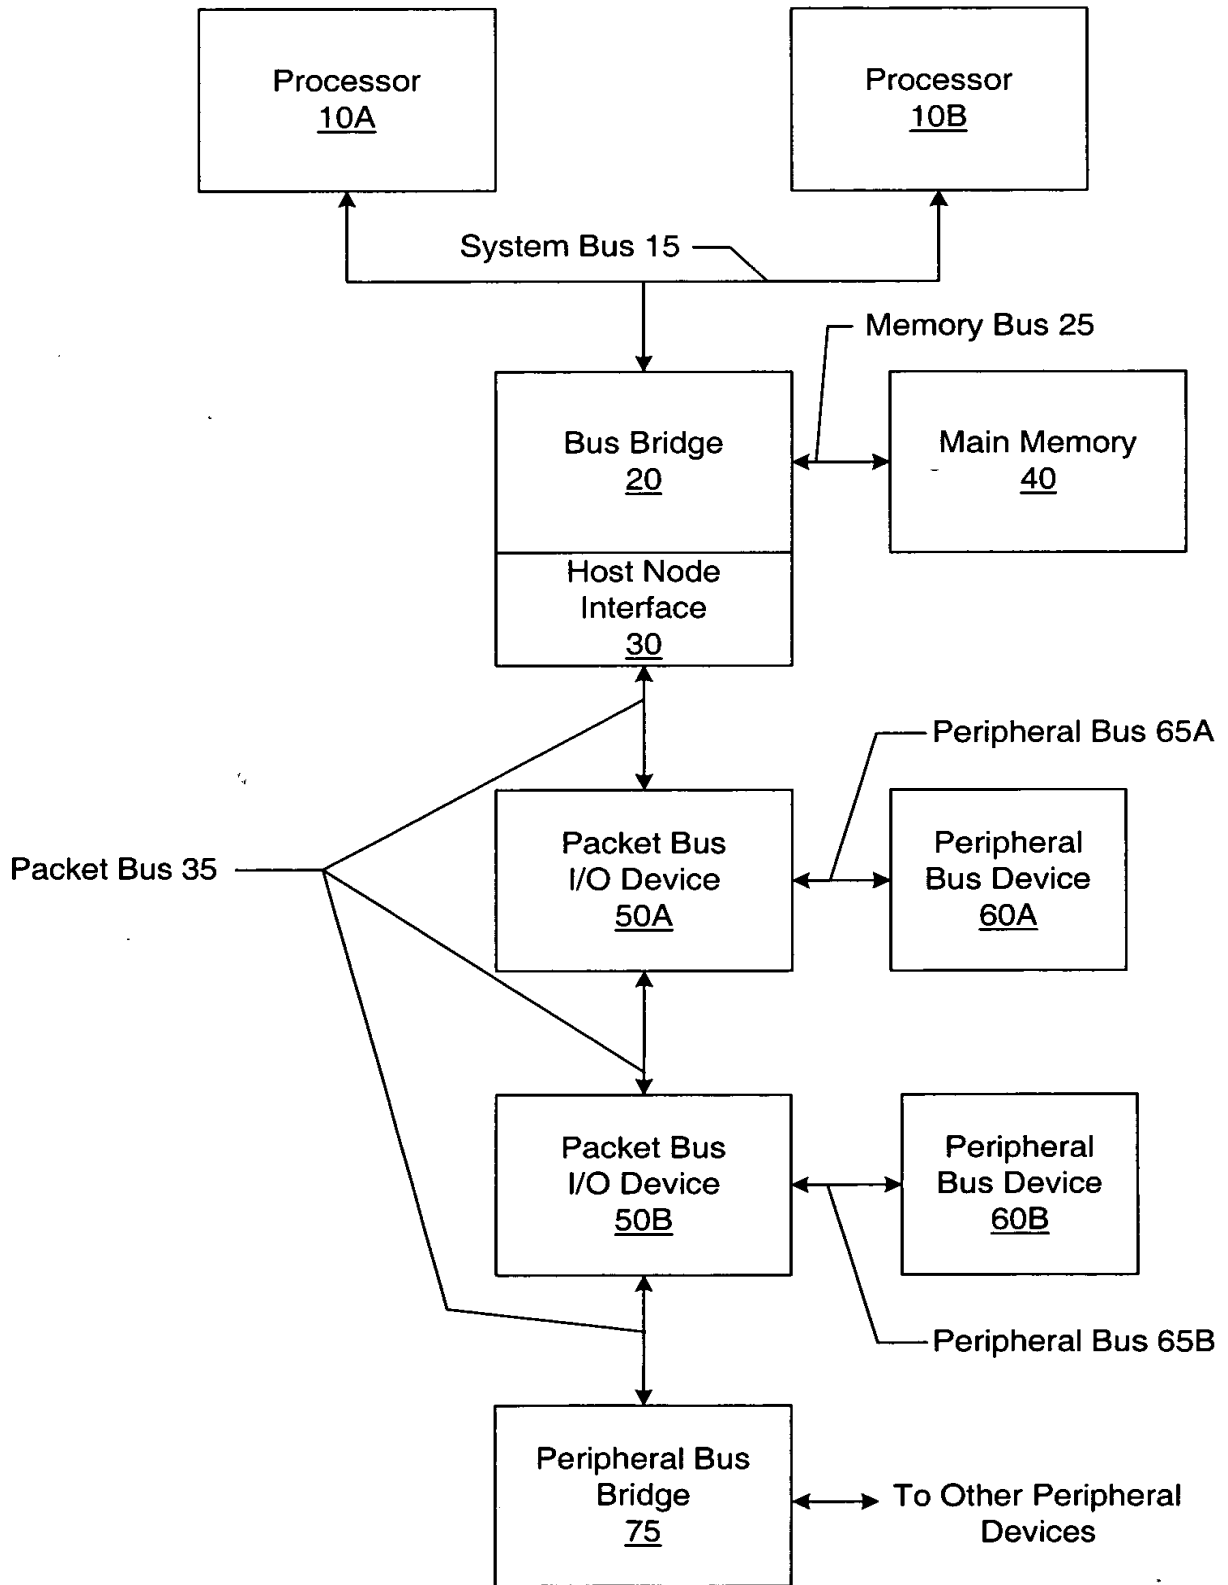 Processor
10A
Processor
10B
System Bus 15
Memory Bus 25
Bus Bridge
20
Main Memory
40
Host Node
Interface
30
Peripheral Bus 65A
Packet Bus
I/O Device
50A
Peripheral
Bus Device
60A
Packet Bus 35
Packet Bus
I/O Device
50B
Peripheral
Bus Device
60B
Peripheral Bus 65B
Peripheral Bus
Bridge
75
To Other Peripheral
Devices